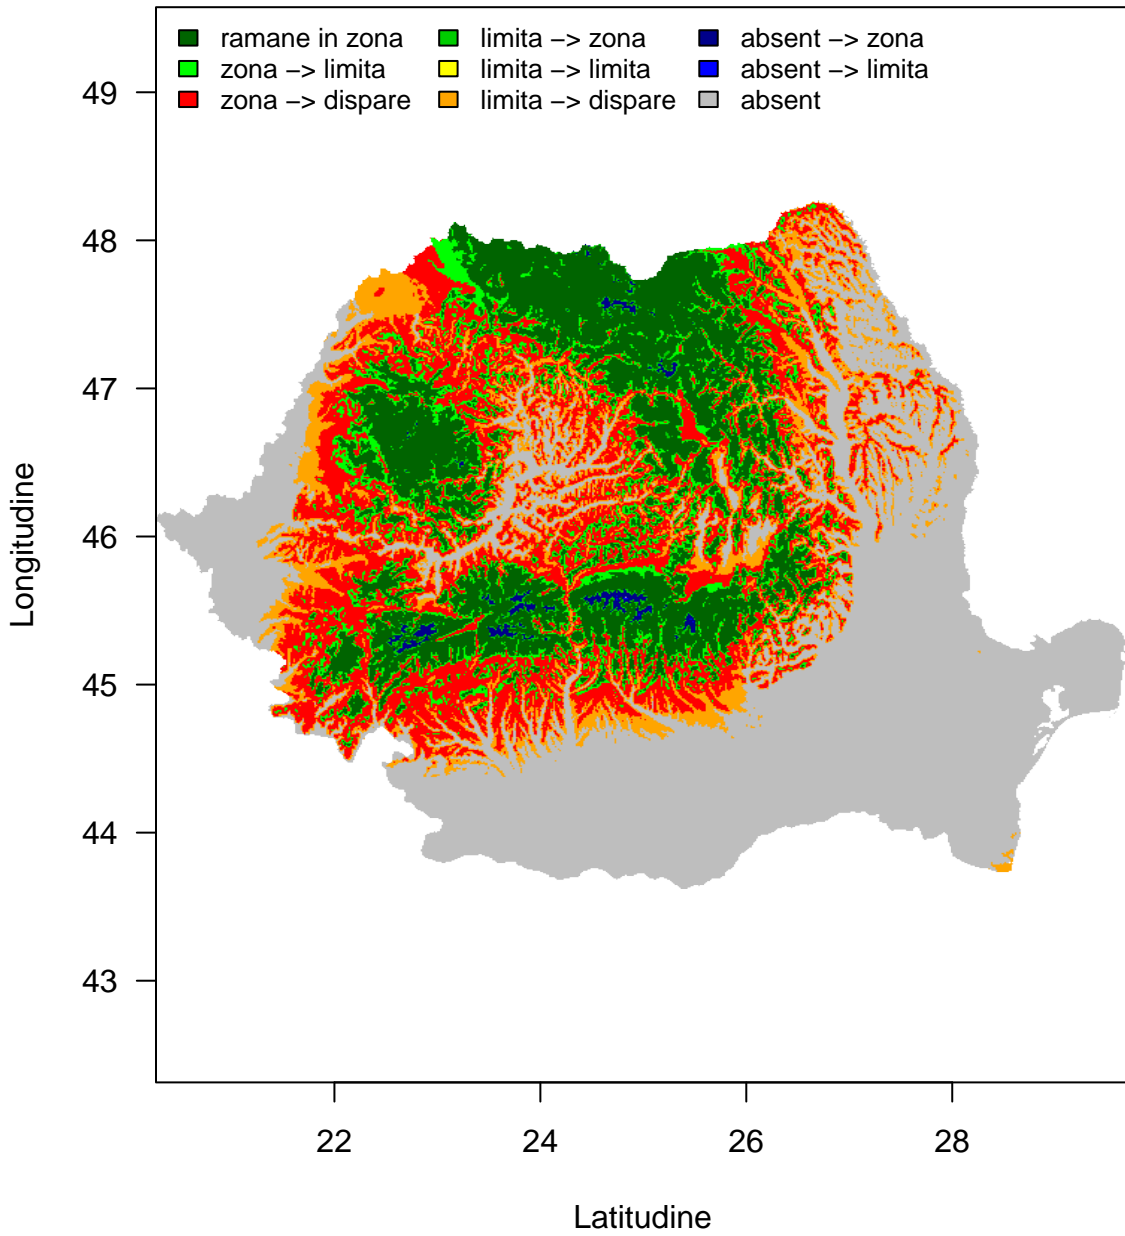 ramane in zona limita −> zona absent −> zona
zona −> limita limita −> limita absent −> limita
zona −> dispare limita −> dispare absent
49
48
47
46
45
44
43
Longitudine
22 24 26 28
Latitudine